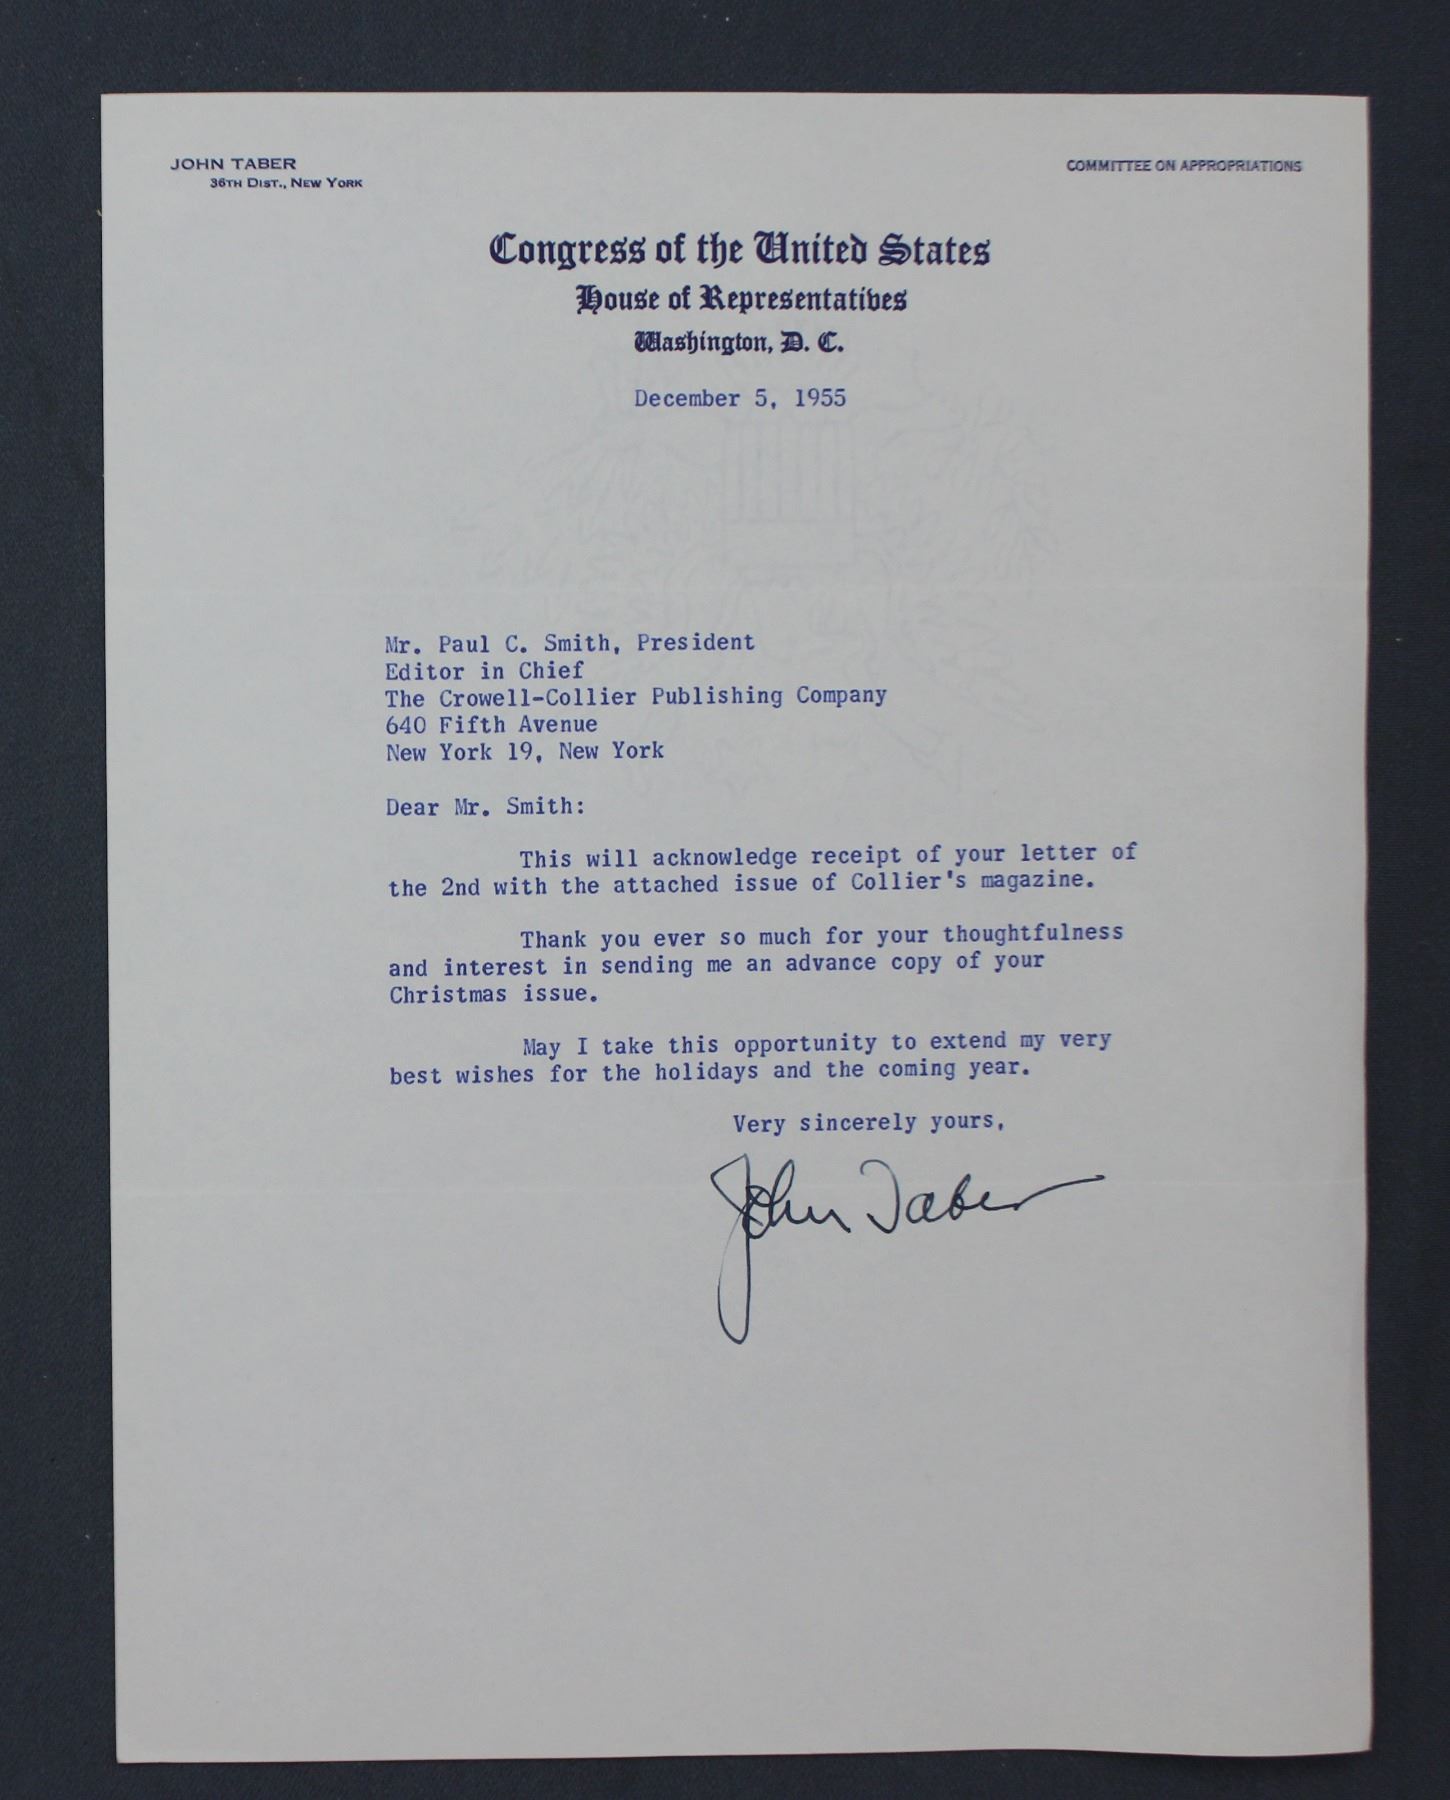 JOHN TABER
36TH DIST., NEW YORK
COMMITTEE ON APPROPRIATIONS
Congress of the United States
House of Representatives
Washington, D. C.
December 5, 1955
Mr. Paul C. Smith, President
Editor in Chief
The Crowell-Collier Publishing Company
640 Fifth Avenue
New York 19, New York
Dear Mr. Smith:
This will acknowledge receipt of your letter of
the 2nd with the attached issue of Collier's magazine.
Thank you ever so much for your thoughtfulness
and interest in sending me an advance copy of your
Christmas issue.
May I take this opportunity to extend my very
best wishes for the holidays and the coming year.
Very sincerely yours,
John Taber